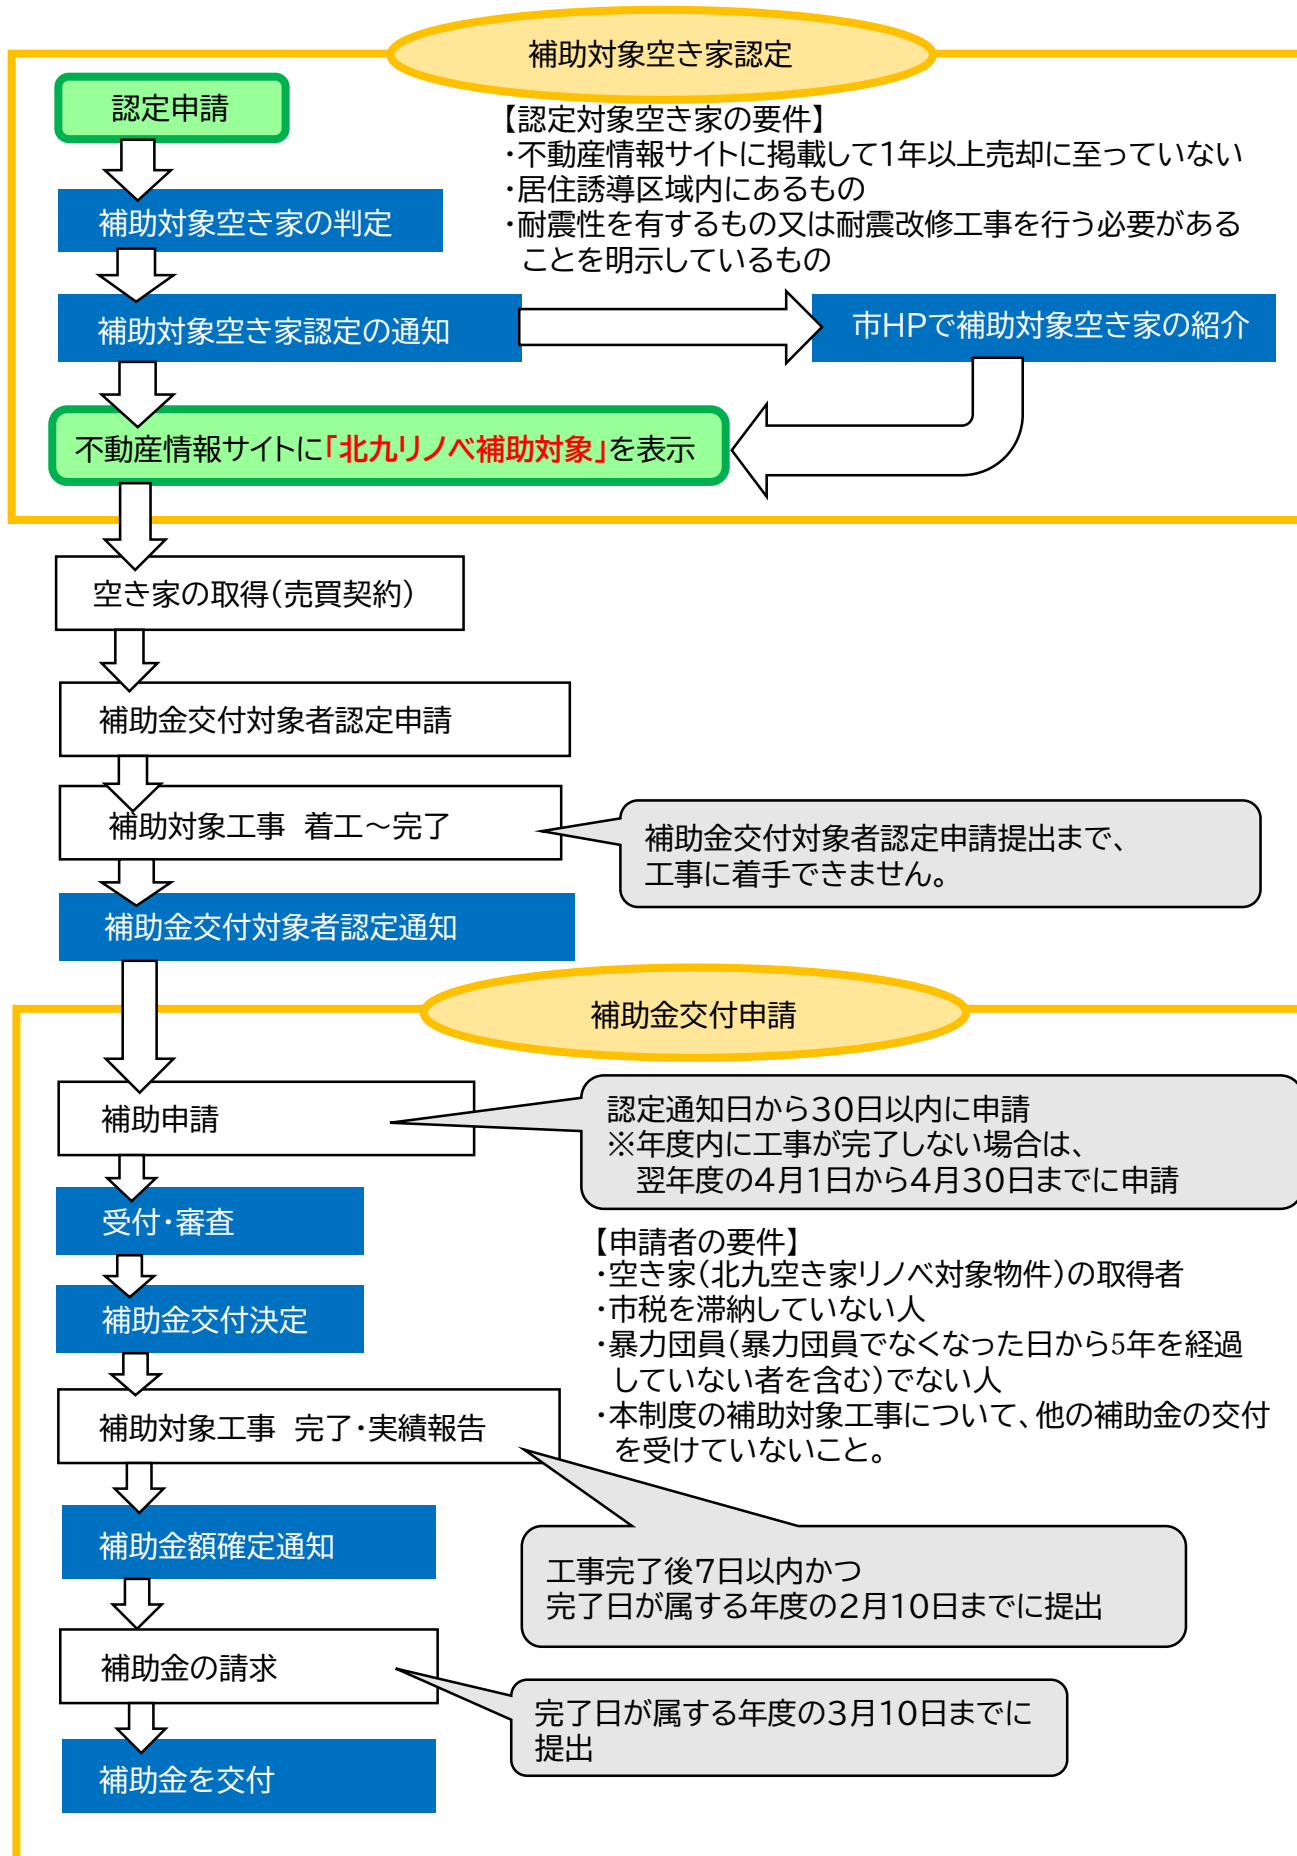 補助対象空き家認定
認定申請
【認定対象空き家の要件】
・不動産情報サイトに掲載して1年以上売却に至っていない
・居住誘導区域内にあるもの
・耐震性を有するもの又は耐震改修工事を行う必要がある
ことを明示しているもの
補助対象空き家の判定
補助対象空き家認定の通知
市HPで補助対象空き家の紹介
不動産情報サイトに「北九リノベ補助対象」を表示
空き家の取得(売買契約)
補助金交付対象者認定申請
補助対象工事 着工～完了
補助金交付対象者認定申請提出まで、
工事に着手できません。
補助金交付対象者認定通知
補助金交付申請
補助申請
認定通知日から30日以内に申請
※年度内に工事が完了しない場合は、
翌年度の4月1日から4月30日までに申請
受付・審査
【申請者の要件】
・空き家(北九空き家リノベ対象物件)の取得者
・市税を滞納していない人
・暴力団員(暴力団員でなくなった日から5年を経過
していない者を含む)でない人
・本制度の補助対象工事について、他の補助金の交付
を受けていないこと。
補助金交付決定
補助対象工事 完了・実績報告
工事完了後7日以内かつ
完了日が属する年度の2月10日までに提出
補助金額確定通知
補助金の請求
完了日が属する年度の3月10日までに
提出
補助金を交付